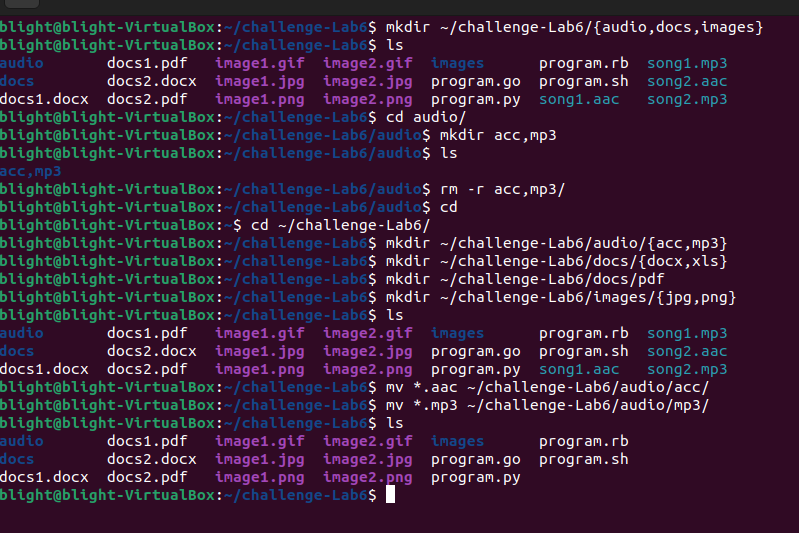 blight@blight-VirtualBox:~/challenge-Lab6$ mkdir ~/challenge-Lab6/{audio,docs,images}
blight@blight-VirtualBox:~/challenge-Lab6$ ls
audio docs1.pdf image1.gif image2.gif images program.rb song1.mp3
docs docs2.docx image1.jpg image2.jpg program.go program.sh song2.aac
docs1.docx docs2.pdf image1.png image2.png program.py song1.aac song2.mp3
blight@blight-VirtualBox:~/challenge-Lab6$ cd audio/
blight@blight-VirtualBox:~/challenge-Lab6/audio$ mkdir acc,mp3
blight@blight-VirtualBox:~/challenge-Lab6/audio$ ls
acc,mp3
blight@blight-VirtualBox:~/challenge-Lab6/audio$ rm -r acc,mp3/
blight@blight-VirtualBox:~/challenge-Lab6/audio$ cd
blight@blight-VirtualBox:~$ cd ~/challenge-Lab6/
blight@blight-VirtualBox:~/challenge-Lab6$ mkdir ~/challenge-Lab6/audio/{acc,mp3}
blight@blight-VirtualBox:~/challenge-Lab6$ mkdir ~/challenge-Lab6/docs/{docx,xls}
blight@blight-VirtualBox:~/challenge-Lab6$ mkdir ~/challenge-Lab6/docs/pdf
blight@blight-VirtualBox:~/challenge-Lab6$ mkdir ~/challenge-Lab6/images/{jpg,png}
blight@blight-VirtualBox:~/challenge-Lab6$ ls
audio docs1.pdf image1.gif image2.gif images program.rb song1.mp3
docs docs2.docx image1.jpg image2.jpg program.go program.sh song2.aac
docs1.docx docs2.pdf image1.png image2.png program.py song1.aac song2.mp3
blight@blight-VirtualBox:~/challenge-Lab6$ mv *.aac ~/challenge-Lab6/audio/acc/
blight@blight-VirtualBox:~/challenge-Lab6$ mv *.mp3 ~/challenge-Lab6/audio/mp3/
blight@blight-VirtualBox:~/challenge-Lab6$ ls
audio docs1.pdf image1.gif image2.gif images program.rb
docs docs2.docx image1.jpg image2.jpg program.go program.sh
docs1.docx docs2.pdf image1.png image2.png program.py
blight@blight-VirtualBox:~/challenge-Lab6$